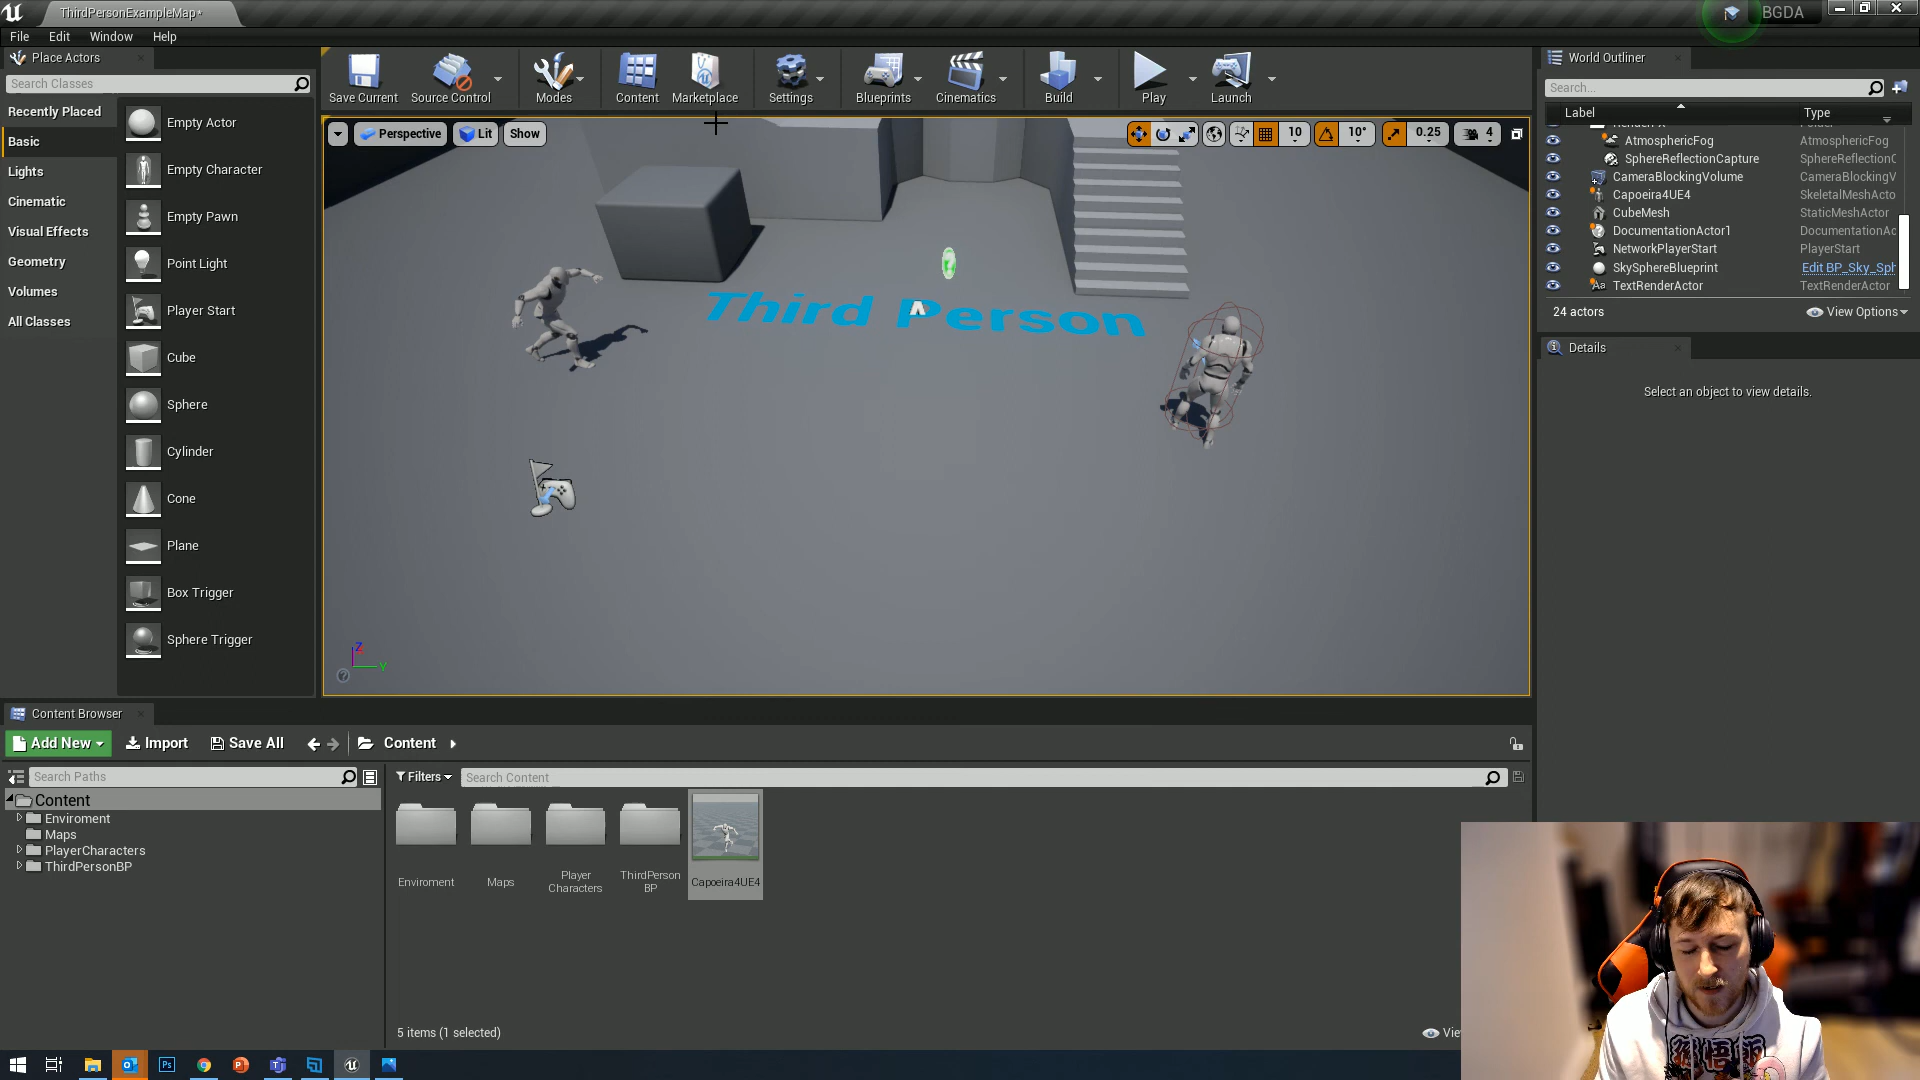 ThirdPersonExampleMap*
BGDA
File
Edit
Window
Help
Place Actors
Search Classes
Recently Placed
Basic
Lights
Cinematic
Visual Effects
Geometry
Volumes
All Classes
Empty Actor
Empty Character
Empty Pawn
Point Light
Player Start
Cube
Sphere
Cylinder
Cone
Plane
Box Trigger
Sphere Trigger
Save Current
Source Control
Modes
Content
Marketplace
Settings
Blueprints
Cinematics
Build
Play
Launch
Perspective
Lit
Show
10
10°
0.25
4
Third Person
Z
Y
World Outliner
Search...
Label
Type
AtmosphericFog
AtmosphericFog
SphereReflectionCapture
SphereReflectionC
CameraBlockingVolume
CameraBlockingV
Capoeira4UE4
SkeletalMeshActo
CubeMesh
StaticMeshActor
DocumentationActor1
DocumentationAc
NetworkPlayerStart
PlayerStart
SkySphereBlueprint
Edit BP_Sky_Sph
TextRenderActor
TextRenderActor
24 actors
View Options
Details
Select an object to view details.
Content Browser
Add New
Import
Save All
Content
Search Paths
Content
Enviroment
Maps
PlayerCharacters
ThirdPersonBP
Filters
Search Content
Enviroment
Maps
Player
Characters
ThirdPerson
BP
Capoeira4UE4
5 items (1 selected)
Vie
Ps